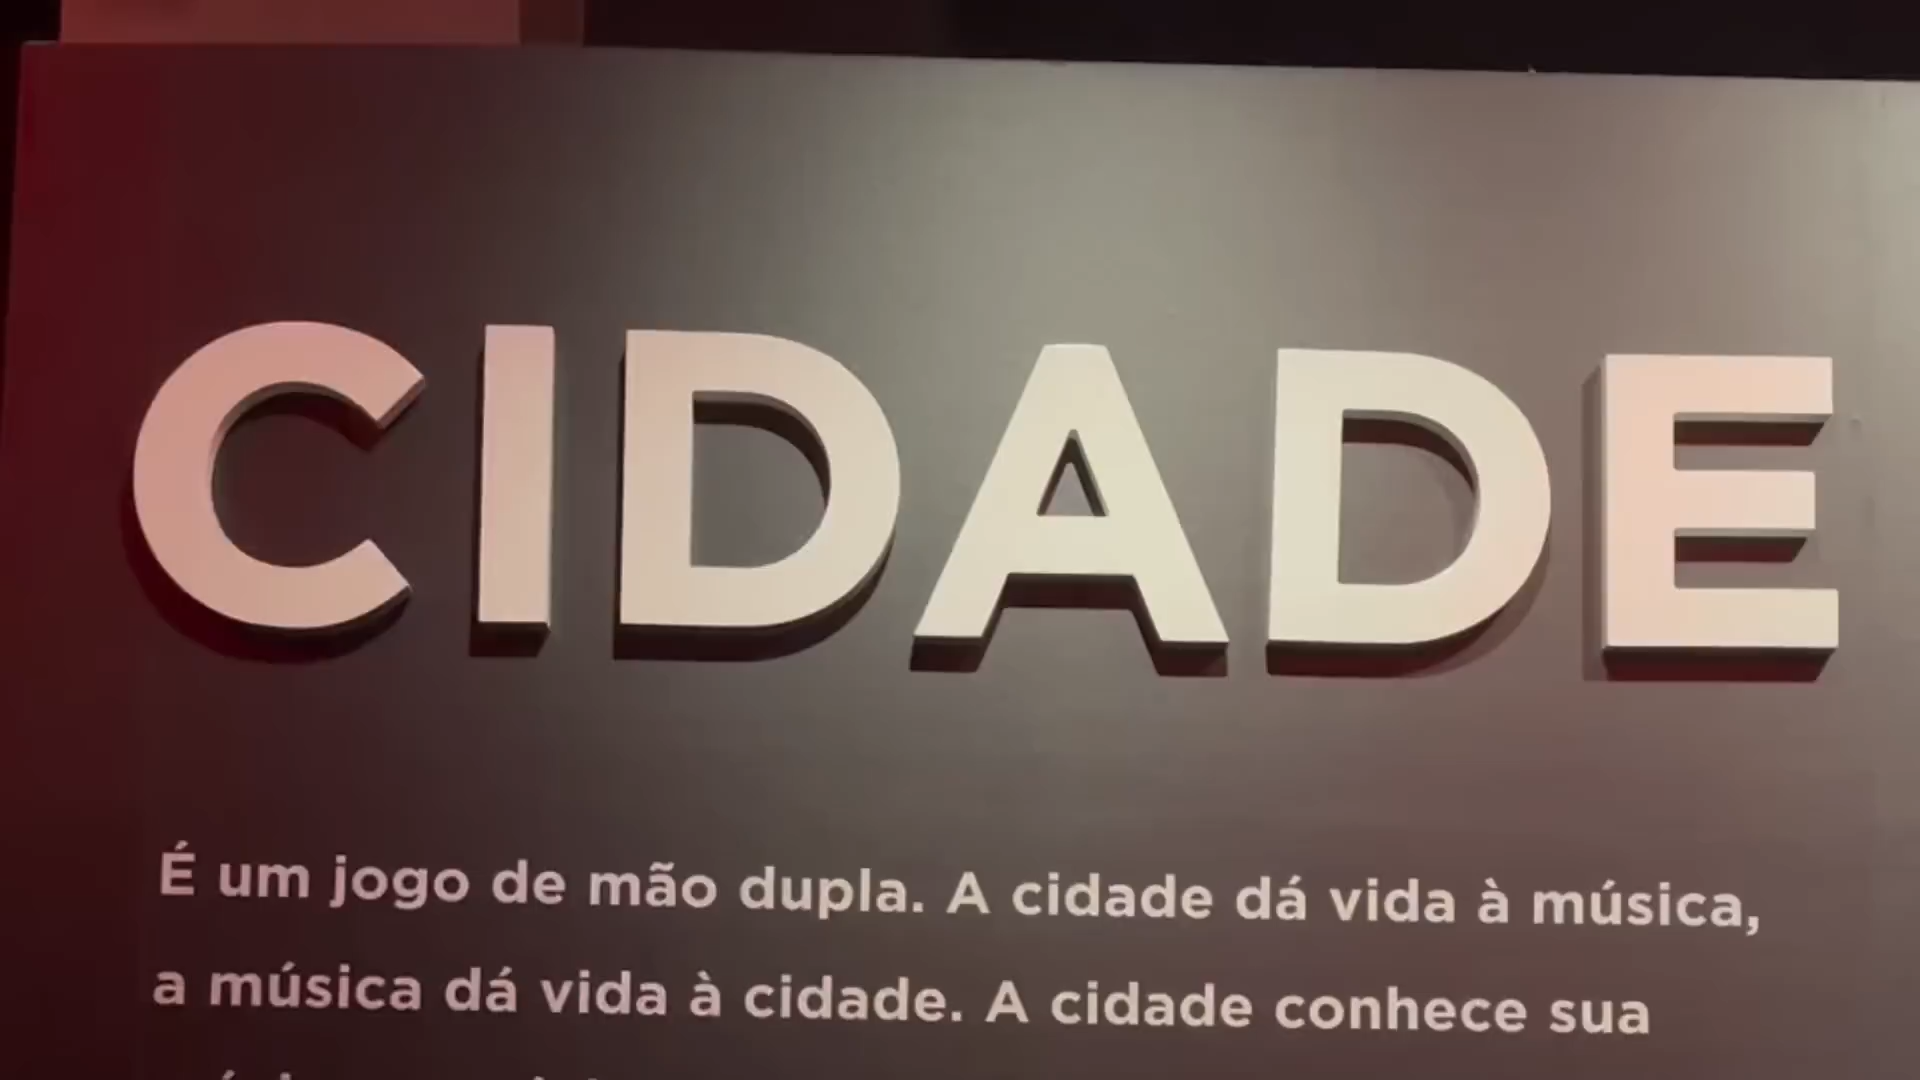 CIDADE
É um jogo de mão dupla. A cidade dá vida à música,
a música dá vida à cidade. A cidade conhece sua